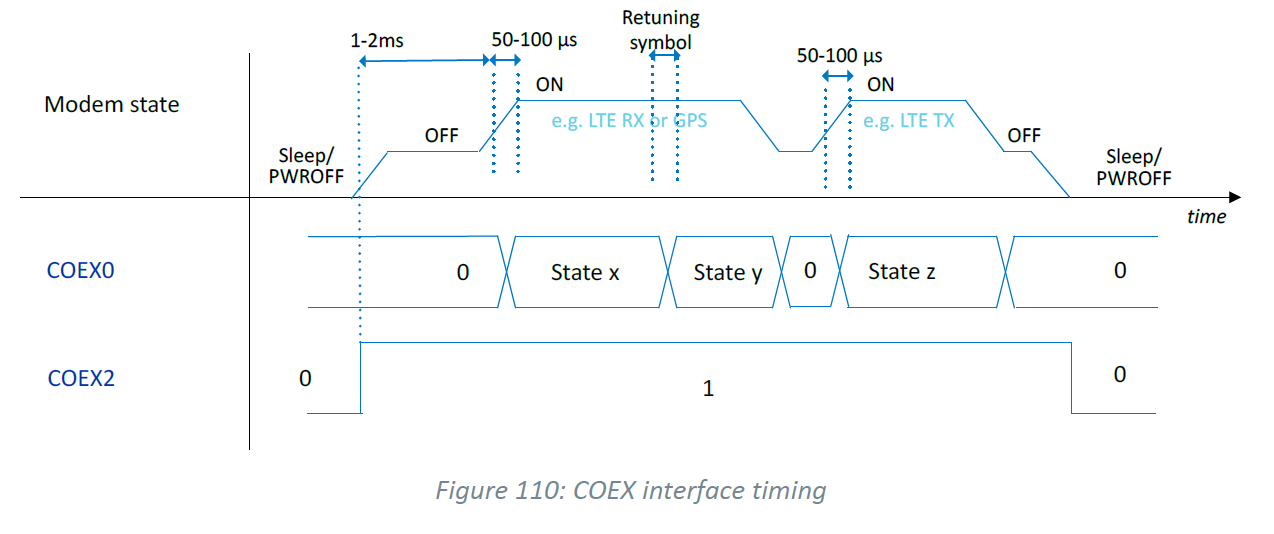 Retuning
symbol
1-2ms
50-100 µs
50-100 µs
Modem state
ON
ON
e.g. LTE RX or GPS
e.g. LTE TX
OFF
OFF
Sleep/
PWROFF
Sleep/
PWROFF
time
COEX0
0
State x
State y
0
State z
0
COEX2
0
1
0
Figure 110: COEX interface timing